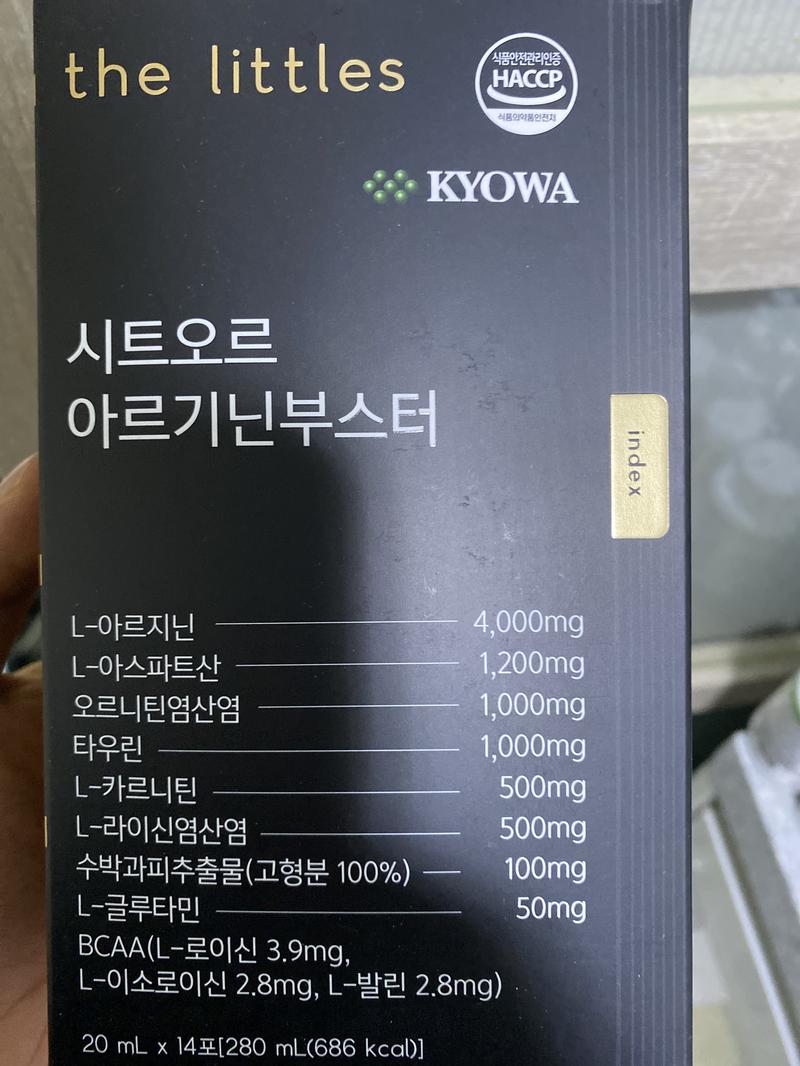 the littles
식품안전관리인증
HACCP
식품의약품안전처
KYOWA
시트오르
아르기닌부스터
index
L-아르지닌 4,000mg
L-아스파트산 1,200mg
오르니틴염산염 1,000mg
타우린 1,000mg
L-카르니틴 500mg
L-라이신염산염 500mg
수박과피추출물(고형분 100%) 100mg
L-글루타민 50mg
BCAA(L-로이신 3.9mg,
L-이소로이신 2.8mg, L-발린 2.8mg)
20 mL x 14포[280 mL(686 kcal)]